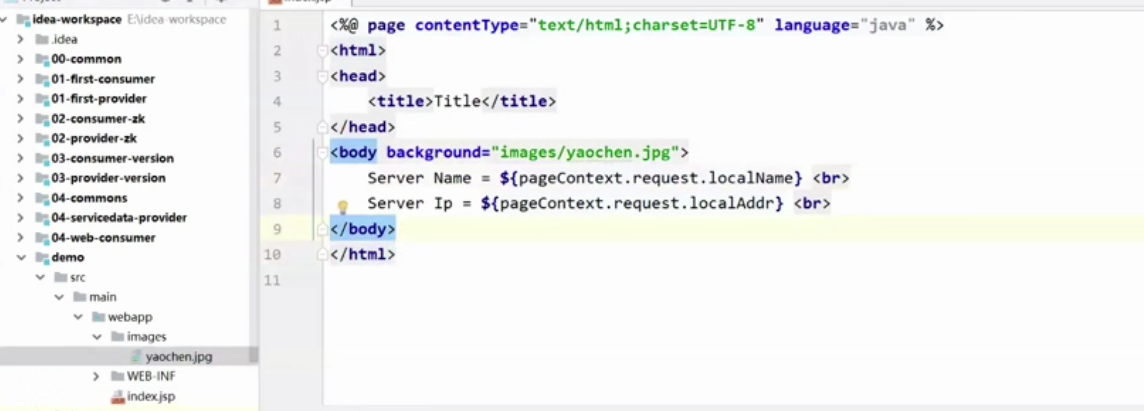 idea-workspace E:\idea-workspace
.idea
00-common
01-first-consumer
01-first-provider
02-consumer-zk
02-provider-zk
03-consumer-version
03-provider-version
04-commons
04-servicedata-provider
04-web-consumer
demo
src
main
webapp
images
yaochen.jpg
WEB-INF
index.jsp
1 <%@ page contentType="text/html;charset=UTF-8" language="java" %>
2 <html>
3 <head>
4 <title>Title</title>
5 </head>
6 <body background="images/yaochen.jpg">
7 Server Name = ${pageContext.request.localName} <br>
8 Server Ip = ${pageContext.request.localAddr} <br>
9 </body>
10 </html>
11